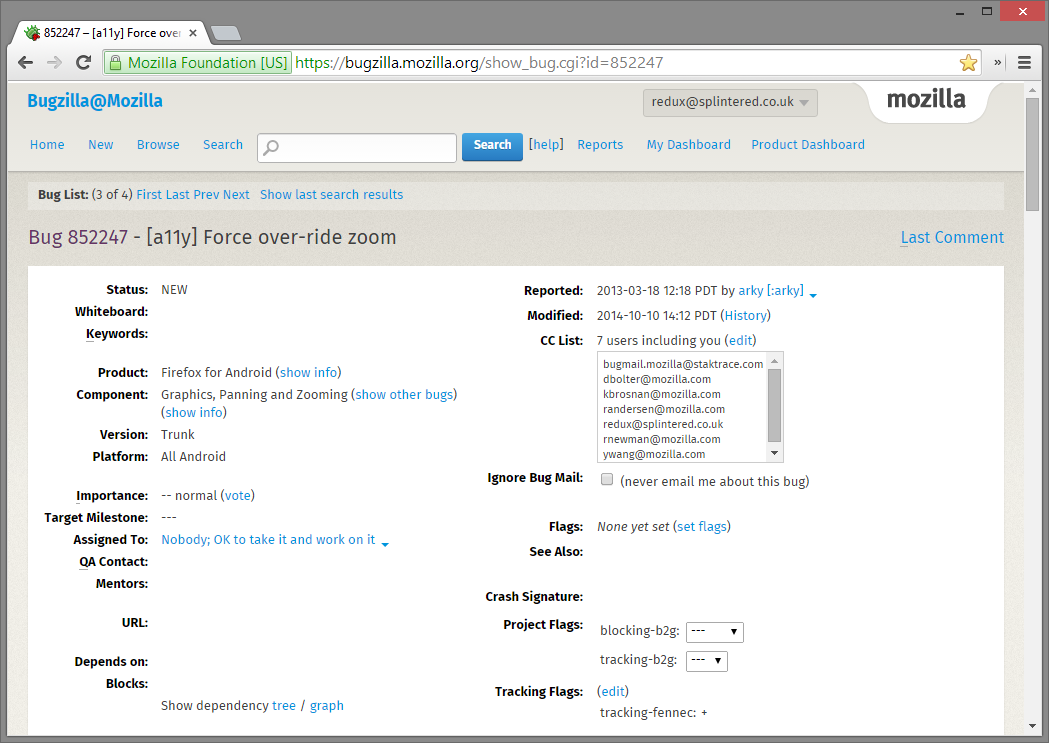 852247 – [a11y] Force over
Mozilla Foundation [US] https://bugzilla.mozilla.org/show_bug.cgi?id=852247
Bugzilla@Mozilla
redux@splintered.co.uk
mozilla
Home New Browse Search Search [help] Reports My Dashboard Product Dashboard
Bug List: (3 of 4) First Last Prev Next Show last search results
Bug 852247 - [a11y] Force over-ride zoom
Last Comment
Status: NEW
Whiteboard:
Keywords:
Product: Firefox for Android (show info)
Component: Graphics, Panning and Zooming (show other bugs)
(show info)
Version: Trunk
Platform: All Android
Importance: -- normal (vote)
Target Milestone: ---
Assigned To: Nobody; OK to take it and work on it
QA Contact:
Mentors:
URL:
Depends on:
Blocks:
Show dependency tree / graph
Reported: 2013-03-18 12:18 PDT by arky [:arky]
Modified: 2014-10-10 14:12 PDT (History)
CC List: 7 users including you (edit)
bugmail.mozilla@staktrace.com
dbolter@mozilla.com
kbrosnan@mozilla.com
randersen@mozilla.com
redux@splintered.co.uk
rnewman@mozilla.com
ywang@mozilla.com
Ignore Bug Mail: (never email me about this bug)
Flags: None yet set (set flags)
See Also:
Crash Signature:
Project Flags: blocking-b2g: ---
tracking-b2g: ---
Tracking Flags: (edit)
tracking-fennec: +